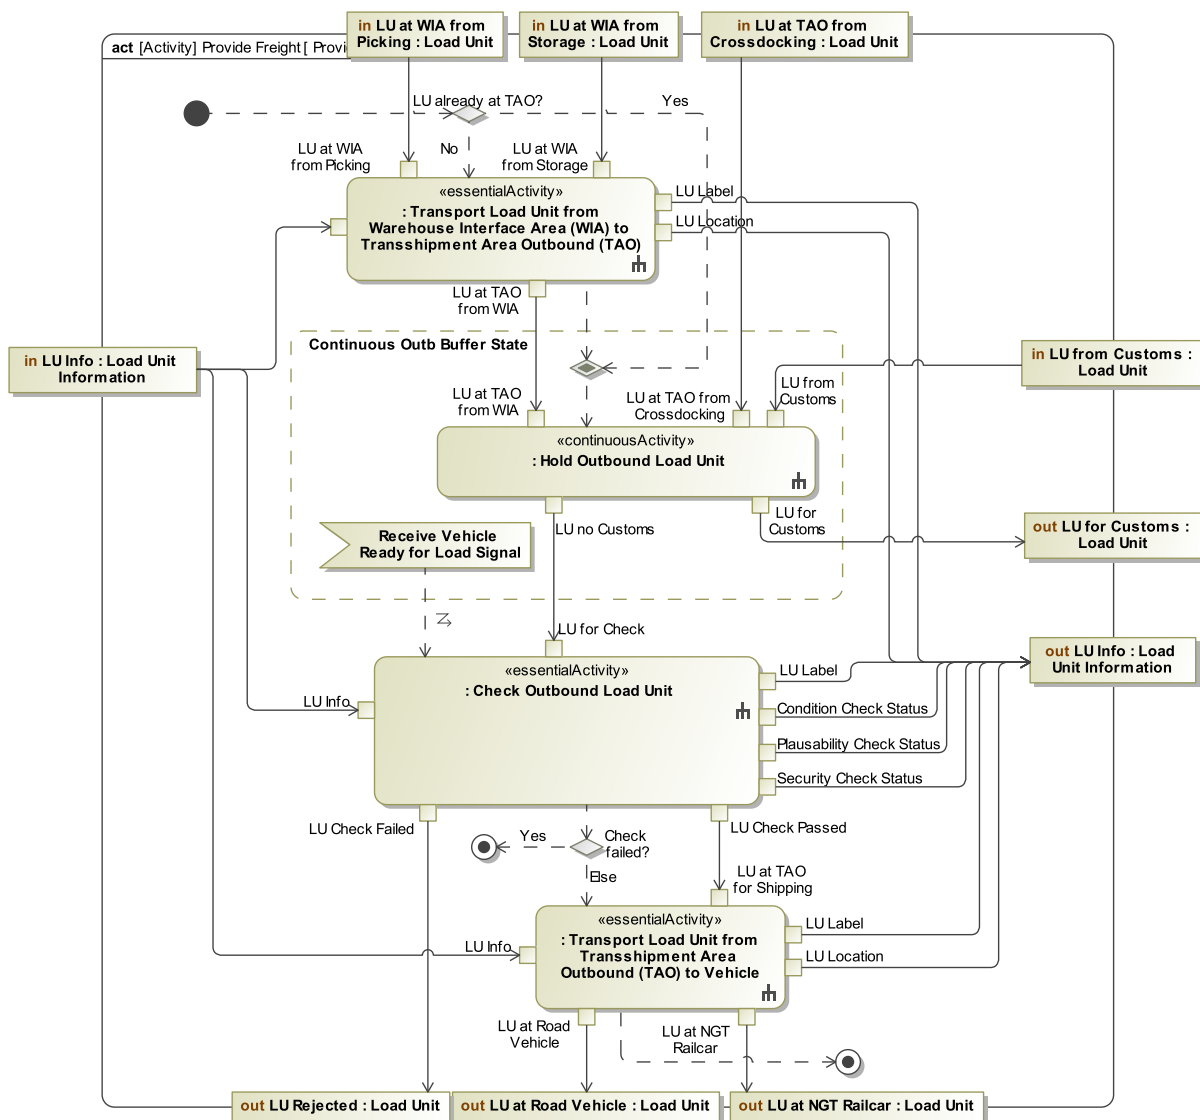 in LU at WIA from
Picking : Load Unit
in LU at WIA from
Storage : Load Unit
in LU at TAO from
Crossdocking : Load Unit
act [Activity] Provide Freight [ Provi
LU already at TAO?
Yes
No
LU at WIA
from Picking
LU at WIA
from Storage
«essentialActivity»
: Transport Load Unit from
Warehouse Interface Area (WIA) to
Transshipment Area Outbound (TAO)
LU Label
LU Location
LU at TAO
from WIA
Continuous Outb Buffer State
in LU Info : Load Unit
Information
in LU from Customs :
Load Unit
LU from
Customs
LU at TAO
from WIA
LU at TAO from
Crossdocking
«continuousActivity»
: Hold Outbound Load Unit
LU no Customs
LU for
Customs
Receive Vehicle
Ready for Load Signal
out LU for Customs :
Load Unit
LU for Check
out LU Info : Load
Unit Information
«essentialActivity»
: Check Outbound Load Unit
LU Info
LU Label
Condition Check Status
Plausability Check Status
Security Check Status
LU Check Failed
Yes
Check
failed?
LU Check Passed
Else
LU at TAO
for Shipping
«essentialActivity»
: Transport Load Unit from
Transshipment Area
Outbound (TAO) to Vehicle
LU Info
LU Label
LU Location
LU at Road
Vehicle
LU at NGT
Railcar
out LU Rejected : Load Unit
out LU at Road Vehicle : Load Unit
out LU at NGT Railcar : Load Unit